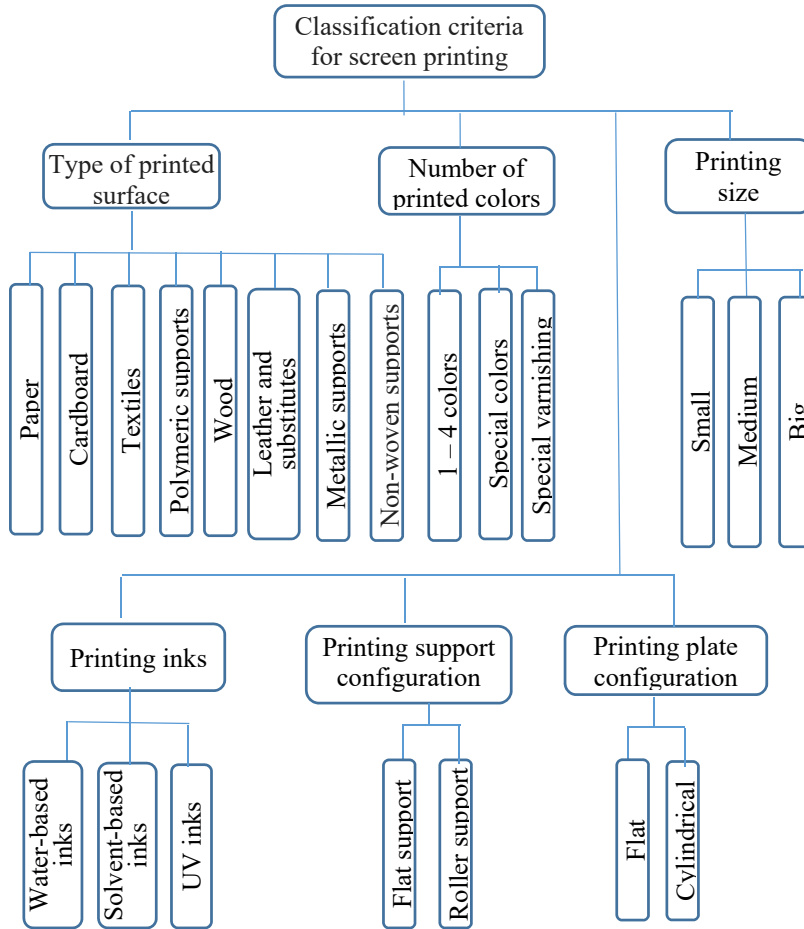 Classification criteria
for screen printing
Type of printed
surface
Number of
printed colors
Printing
size
Paper
Cardboard
Textiles
Polymeric supports
Wood
Leather and
substitutes
Metallic supports
Non-woven supports
1 – 4 colors
Special colors
Special varnishing
Small
Medium
Big
Printing inks
Printing support
configuration
Printing plate
configuration
Water-based
inks
Solvent-based
inks
UV inks
Flat support
Roller support
Flat
Cylindrical